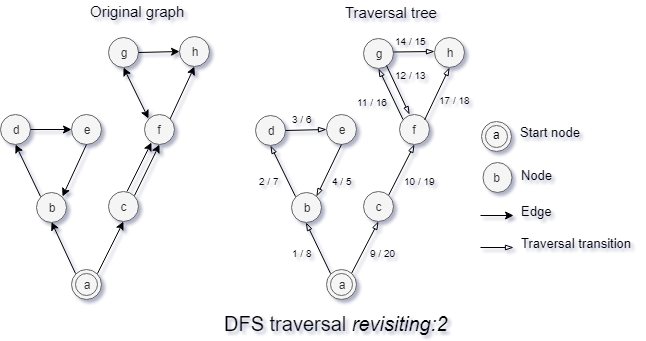 Original graph
Traversal tree
g
h
d
e
f
b
c
a
14 / 15
g
h
12 / 13
11 / 16
17 / 18
3 / 6
d
e
f
2 / 7
4 / 5
10 / 19
b
c
1 / 8
9 / 20
a
a
Start node
b
Node
Edge
Traversal transition
DFS traversal revisiting:2